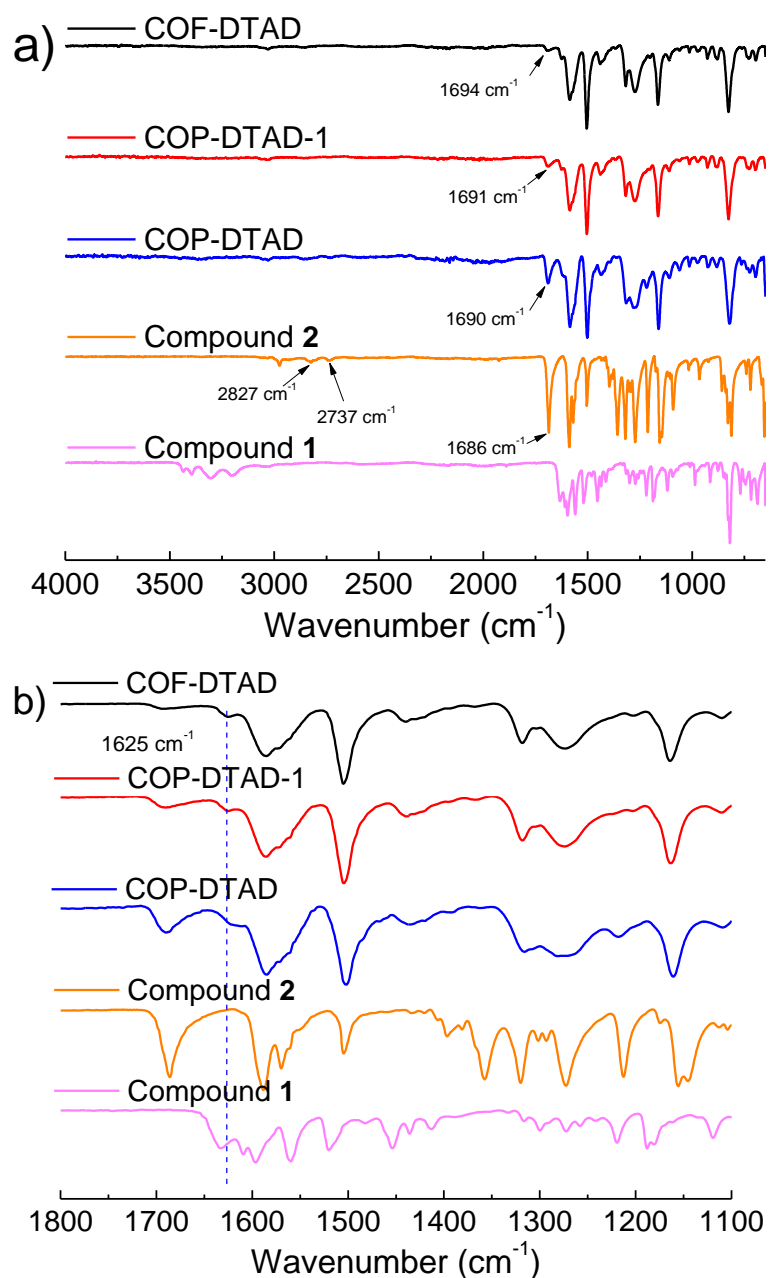 a)
COF-DTAD
1694 cm⁻¹
COP-DTAD-1
1691 cm⁻¹
COP-DTAD
1690 cm⁻¹
Compound 2
2827 cm⁻¹
2737 cm⁻¹
1686 cm⁻¹
Compound 1
4000 3500 3000 2500 2000 1500 1000
Wavenumber (cm⁻¹)
b)
COF-DTAD
1625 cm⁻¹
COP-DTAD-1
COP-DTAD
Compound 2
Compound 1
1800 1700 1600 1500 1400 1300 1200 1100
Wavenumber (cm⁻¹)